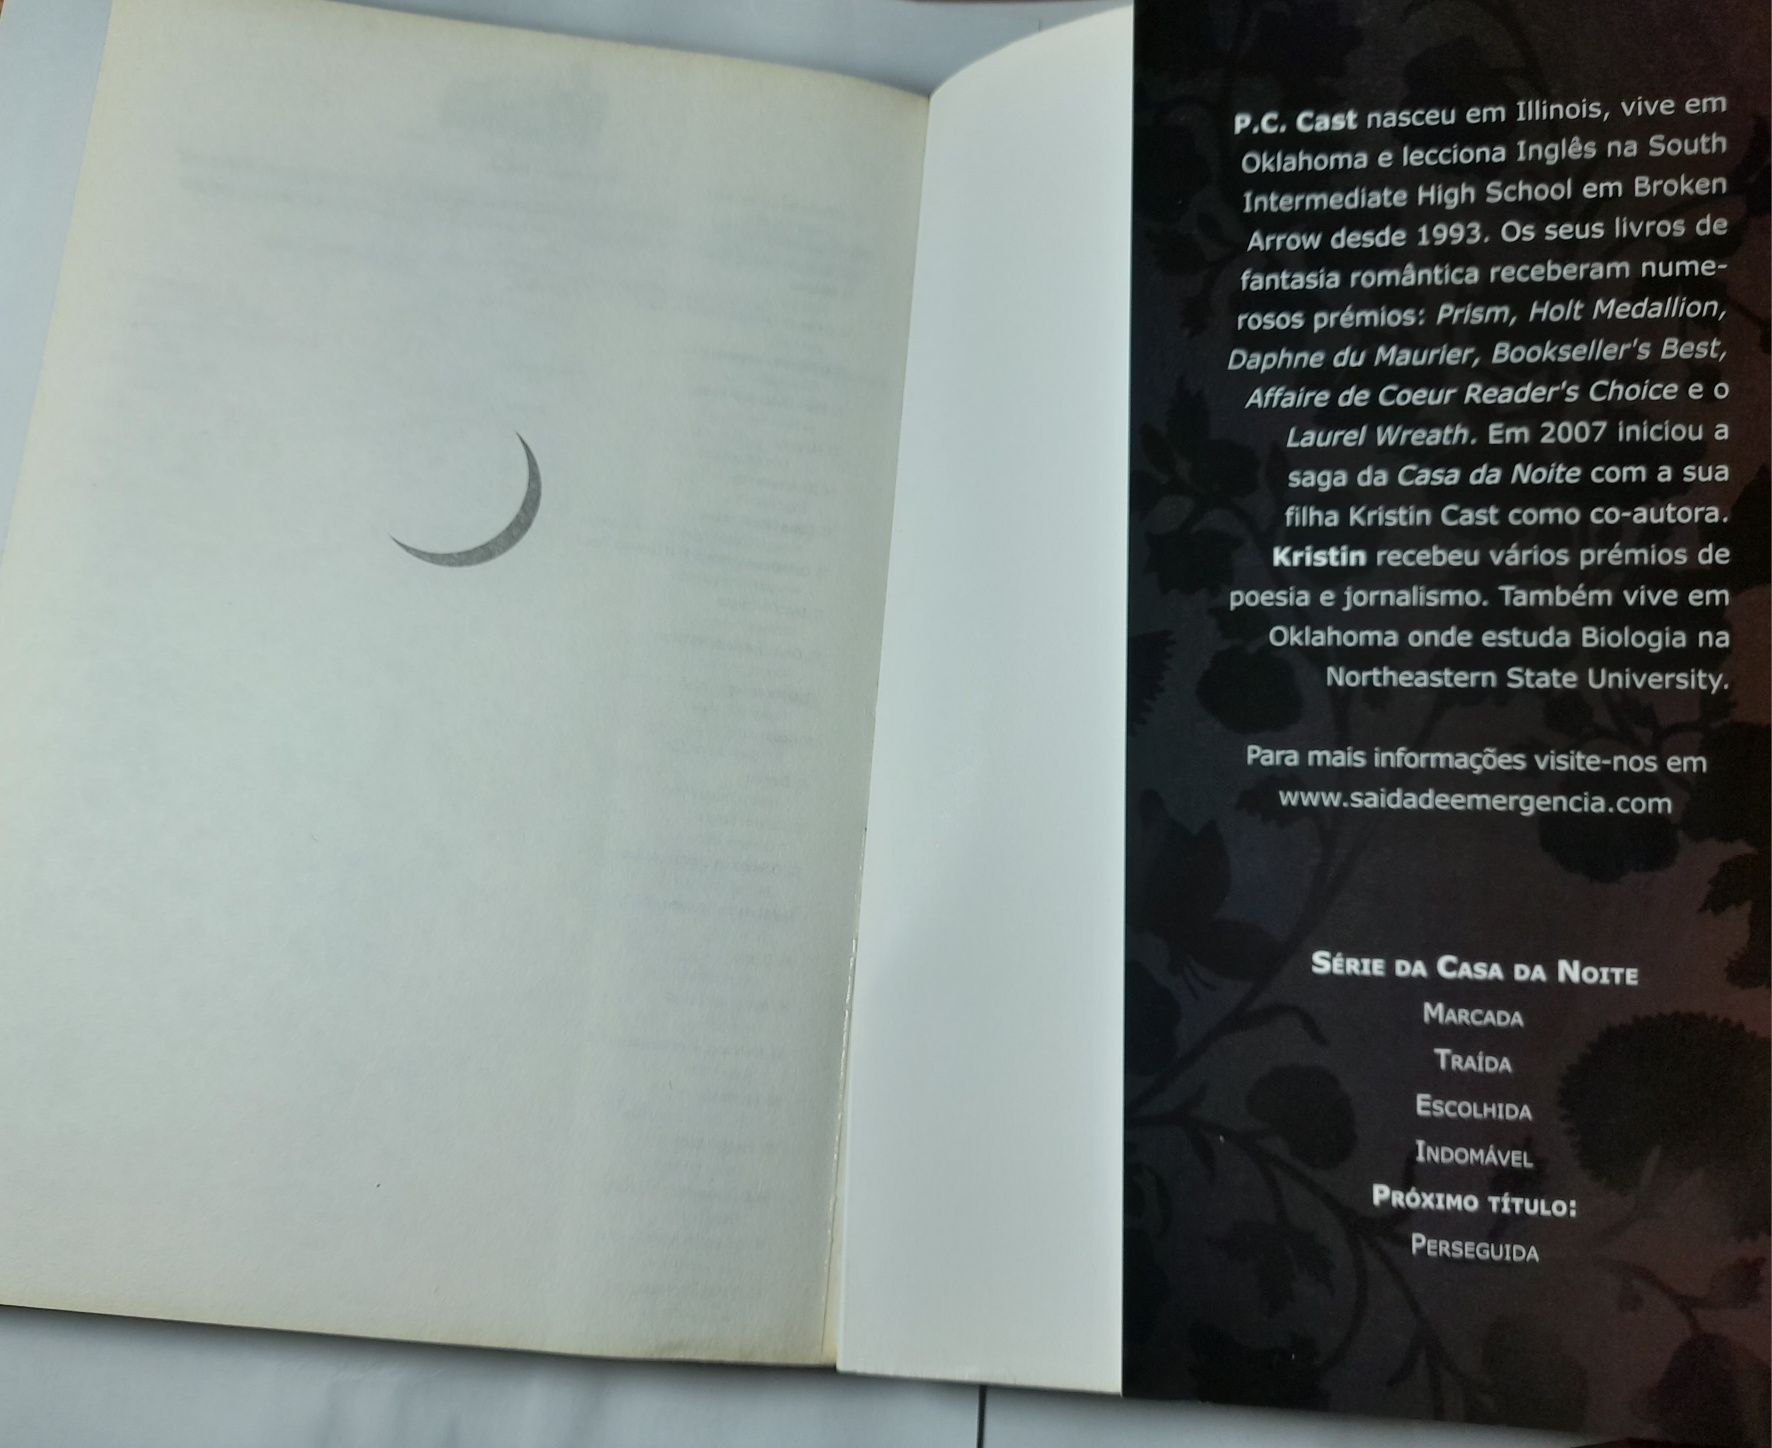 P.C. Cast nasceu em Illinois, vive em
Oklahoma e lecciona Inglês na South
Intermediate High School em Broken
Arrow desde 1993. Os seus livros de
fantasia romântica receberam nume-
rosos prémios: Prism, Holt Medallion,
Daphne du Maurier, Bookseller's Best,
Affaire de Coeur Reader's Choice e o
Laurel Wreath. Em 2007 iniciou a
saga da Casa da Noite com a sua
filha Kristin Cast como co-autora.
Kristin recebeu vários prémios de
poesia e jornalismo. Também vive em
Oklahoma onde estuda Biologia na
Northeastern State University.
Para mais informações visite-nos em
www.saidadeemergencia.com
Série da Casa da Noite
Marcada
Traída
Escolhida
Indomável
Próximo título:
Perseguida